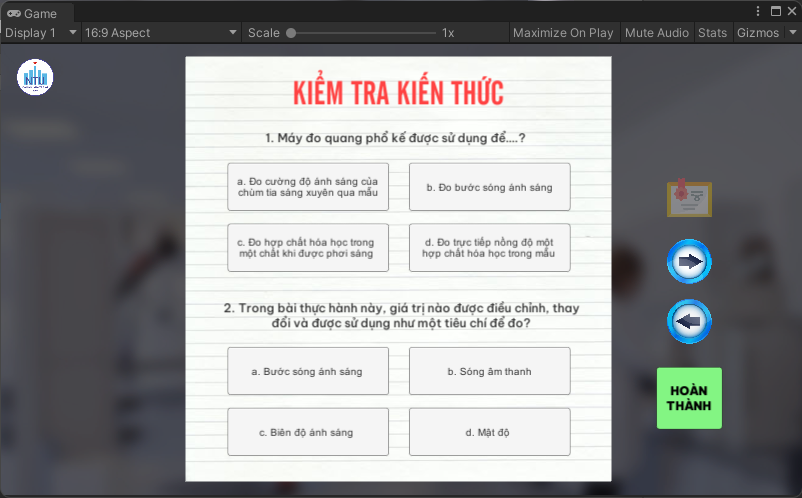 Game
Display 1
16:9 Aspect
Scale
1x
Maximize On Play
Mute Audio
Stats
Gizmos
NTU
KIỂM TRA KIẾN THỨC
1. Máy đo quang phổ kế được sử dụng để....?
a. Đo cường độ ánh sáng của
chùm tia sáng xuyên qua mẫu
b. Đo bước sóng ánh sáng
c. Đo hợp chất hóa học trong
một chất khi được phơi sáng
d. Đo trực tiếp nồng độ một
hợp chất hóa học trong mẫu
2. Trong bài thực hành này, giá trị nào được điều chỉnh, thay
đổi và được sử dụng như một tiêu chí để đo?
a. Bước sóng ánh sáng
b. Sóng âm thanh
c. Biên độ ánh sáng
d. Mật độ
HOÀN
THÀNH